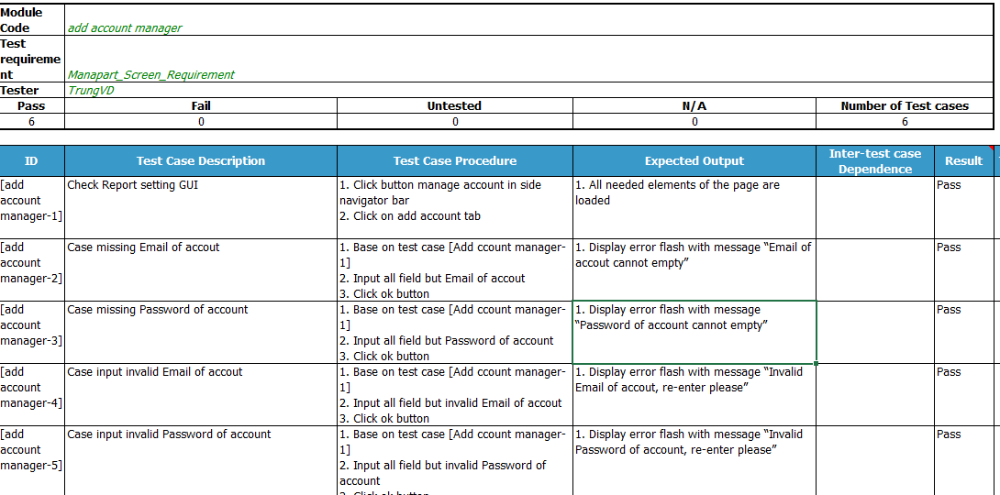 Module
Code
add account manager
Test
requireme
nt
Manapart_Screen_Requirement
Tester
TrungVD
Pass Fail Untested N/A Number of Test cases
6 0 0 0 6
ID Test Case Description Test Case Procedure Expected Output Inter-test case
Dependence Result
[add
account
manager-1]
Check Report setting GUI
1. Click button manage account in side
navigator bar
2. Click on add account tab
1. All needed elements of the page are
loaded
Pass
[add
account
manager-2]
Case missing Email of accout
1. Base on test case [Add ccount manager-
1]
2. Input all field but Email of accout
3. Click ok button
1. Display error flash with message “Email of
accout cannot empty”
Pass
[add
account
manager-3]
Case missing Password of account
1. Base on test case [Add ccount manager-
1]
2. Input all field but Password of account
3. Click ok button
1. Display error flash with message
“Password of account cannot empty”
Pass
[add
account
manager-4]
Case input invalid Email of accout
1. Base on test case [Add ccount manager-
1]
2. Input all field but invalid Email of accout
3. Click ok button
1. Display error flash with message “Invalid
Email of accout, re-enter please”
Pass
[add
account
manager-5]
Case input invalid Password of account
1. Base on test case [Add ccount manager-
1]
2. Input all field but invalid Password of
account
1. Display error flash with message “Invalid
Password of account, re-enter please”
Pass